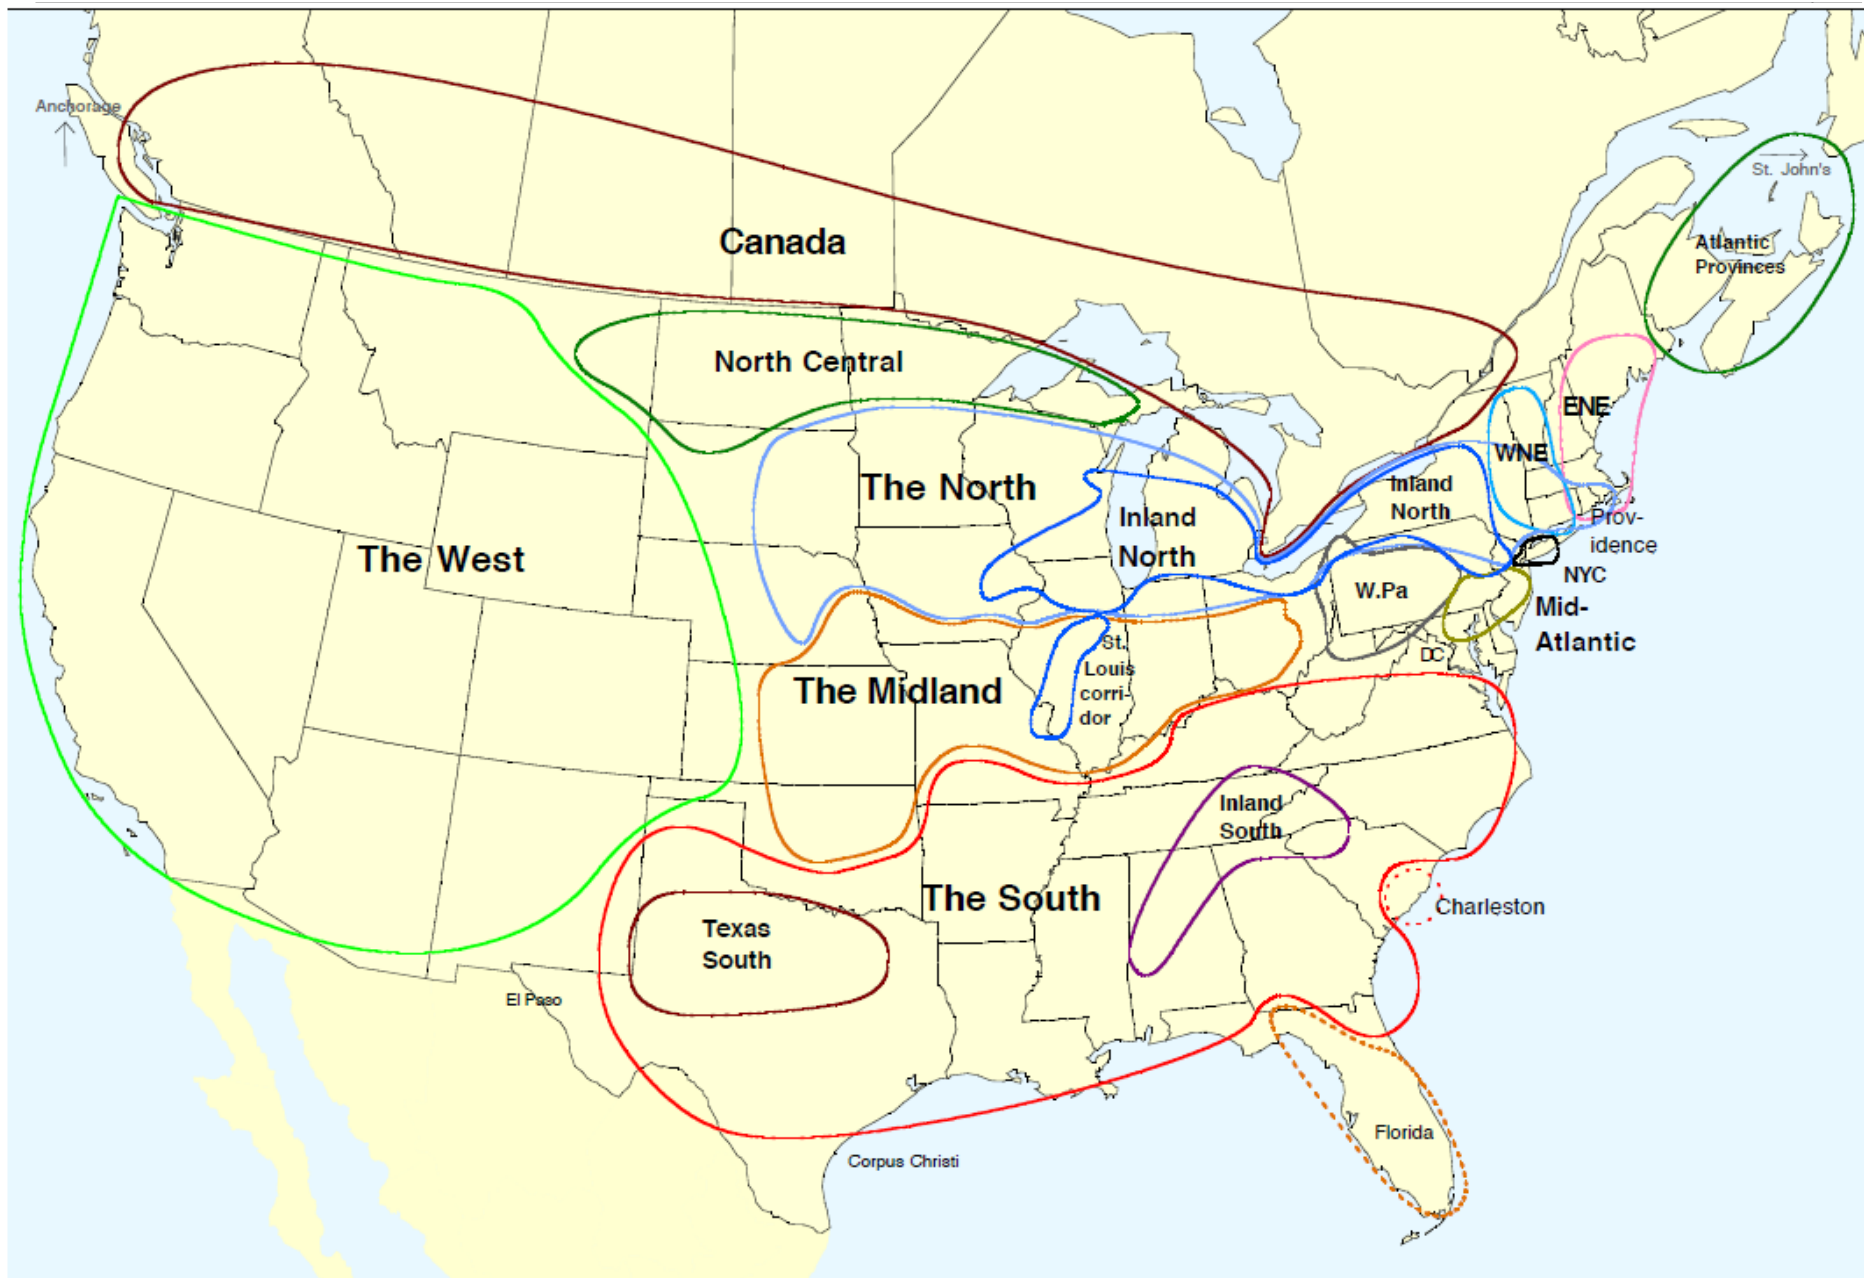 Anchorage
St. John's
Canada
Atlantic
Provinces
North Central
ENE
WNE
The North
Inland
North
Inland
North
Prov-
idence
The West
NYC
W.Pa
Mid-
Atlantic
DC
St.
Louis
corri-
dor
The Midland
Inland
South
The South
Charleston
Texas
South
El Paso
Florida
Corpus Christi